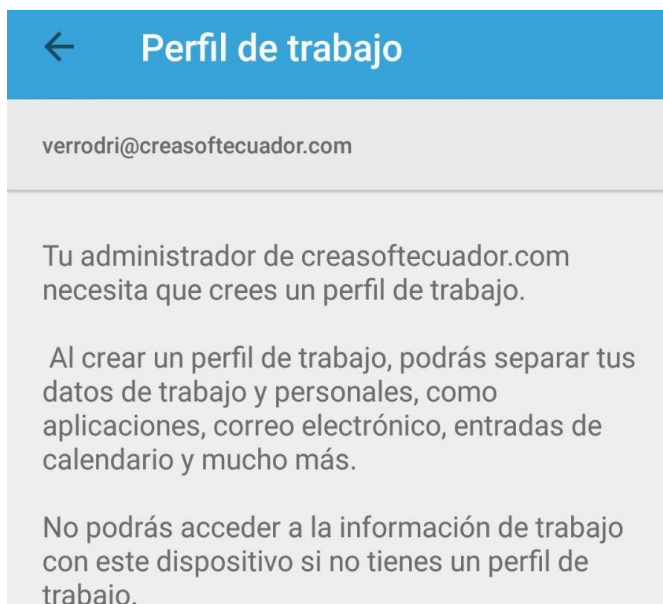 Perfil de trabajo
verrodri@creasoftecuador.com
Tu administrador de creasoftecuador.com
necesita que crees un perfil de trabajo.
Al crear un perfil de trabajo, podrás separar tus
datos de trabajo y personales, como
aplicaciones, correo electrónico, entradas de
calendario y mucho más.
No podrás acceder a la información de trabajo
con este dispositivo si no tienes un perfil de
trabajo.